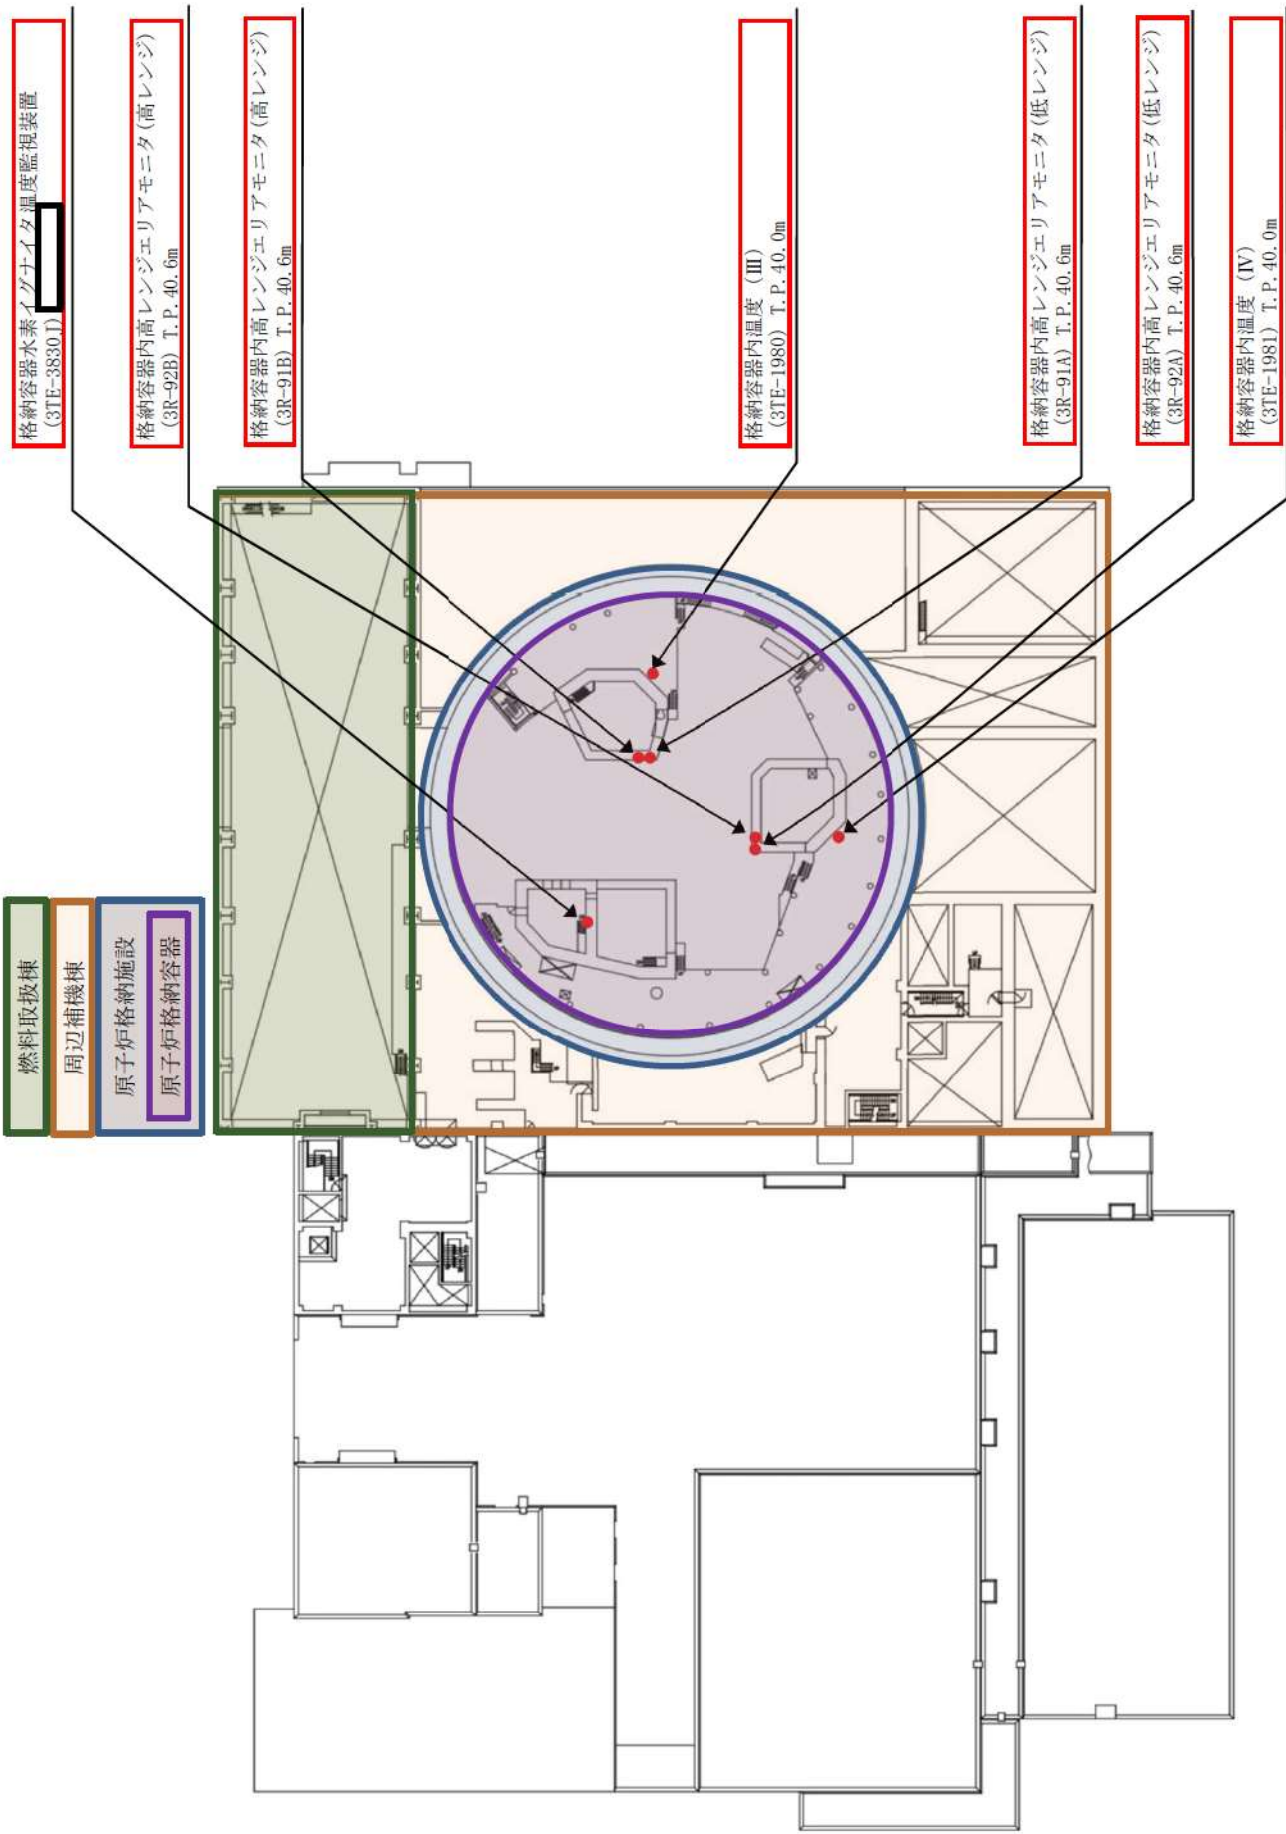 格納容器水素イグナイタ温度監視装置
(3TE-3830J)
格納容器内高レンジエリアモニタ(高レンジ)
(3R-92B) T.P.40.6m
格納容器内高レンジエリアモニタ(高レンジ)
(3R-91B) T.P.40.6m
格納容器内温度 (Ⅲ)
(3TE-1980) T.P.40.0m
格納容器内高レンジエリアモニタ(低レンジ)
(3R-91A) T.P.40.6m
格納容器内高レンジエリアモニタ(低レンジ)
(3R-92A) T.P.40.6m
格納容器内温度 (Ⅳ)
(3TE-1981) T.P.40.0m
燃料取扱棟
周辺補機棟
原子炉格納施設
原子炉格納容器